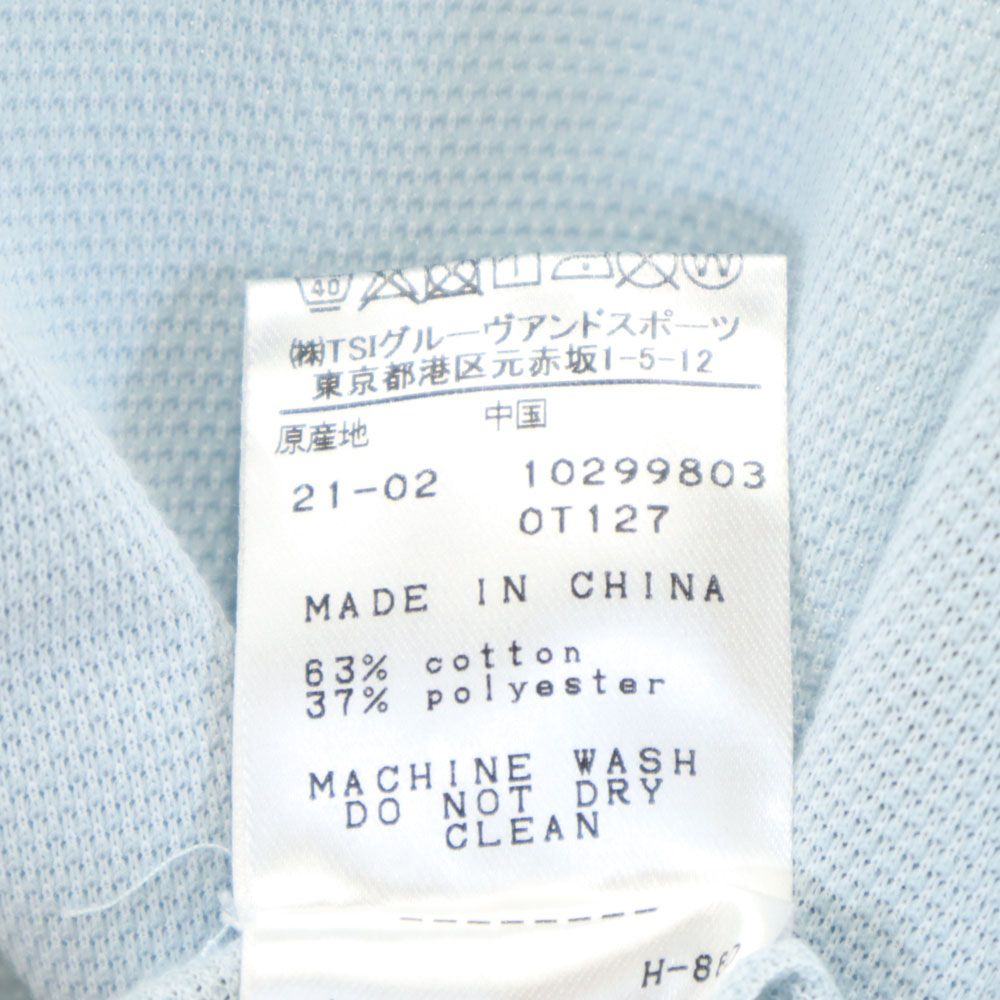 40 W
㈱TSIグルーヴアンドスポーツ
東京都港区元赤坂1-5-12
原産地 中国
21-02 10299803
0T127
MADE IN CHINA
63% cotton
37% polyester
MACHINE WASH
DO NOT DRY
CLEAN